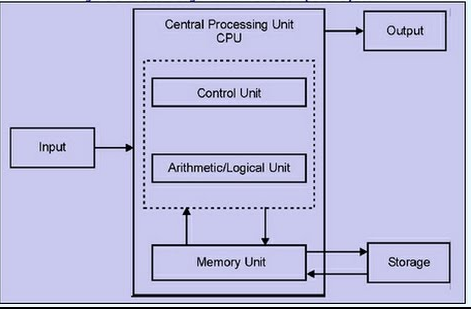 Central Processing Unit
CPU
Output
Control Unit
Input
Arithmetic/Logical Unit
Memory Unit
Storage